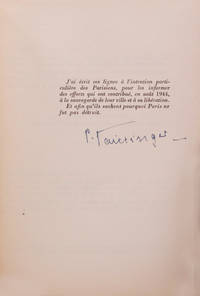 J'ai écrit ces lignes à l'intention parti-
culière des Parisiens, pour les informer
des efforts qui ont contribué, en août 1944,
à la sauvegarde de leur ville et à sa libération.
Et afin qu'ils sachent pourquoi Paris ne
fut pas détruit.
P. Taittinger